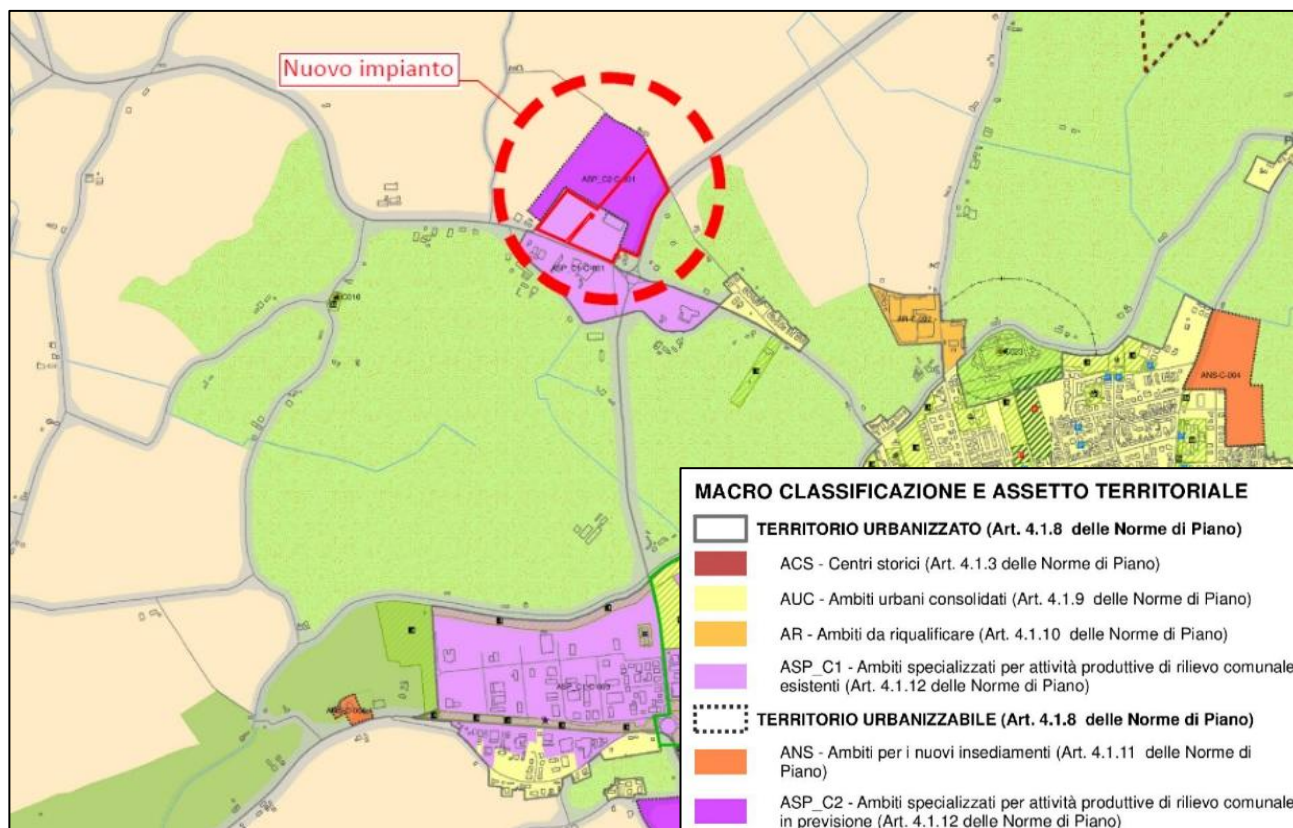 Nuovo impianto
ASP_C2-C-001
ASP_C1-C-001
ANS-C-004
MACRO CLASSIFICAZIONE E ASSETTO TERRITORIALE
TERRITORIO URBANIZZATO (Art. 4.1.8 delle Norme di Piano)
ACS - Centri storici (Art. 4.1.3 delle Norme di Piano)
AUC - Ambiti urbani consolidati (Art. 4.1.9 delle Norme di Piano)
AR - Ambiti da riqualificare (Art. 4.1.10 delle Norme di Piano)
ASP_C1 - Ambiti specializzati per attività produttive di rilievo comunale
esistenti (Art. 4.1.12 delle Norme di Piano)
TERRITORIO URBANIZZABILE (Art. 4.1.8 delle Norme di Piano)
ANS - Ambiti per i nuovi insediamenti (Art. 4.1.11 delle Norme di
Piano)
ASP_C2 - Ambiti specializzati per attività produttive di rilievo comunale
in previsione (Art. 4.1.12 delle Norme di Piano)